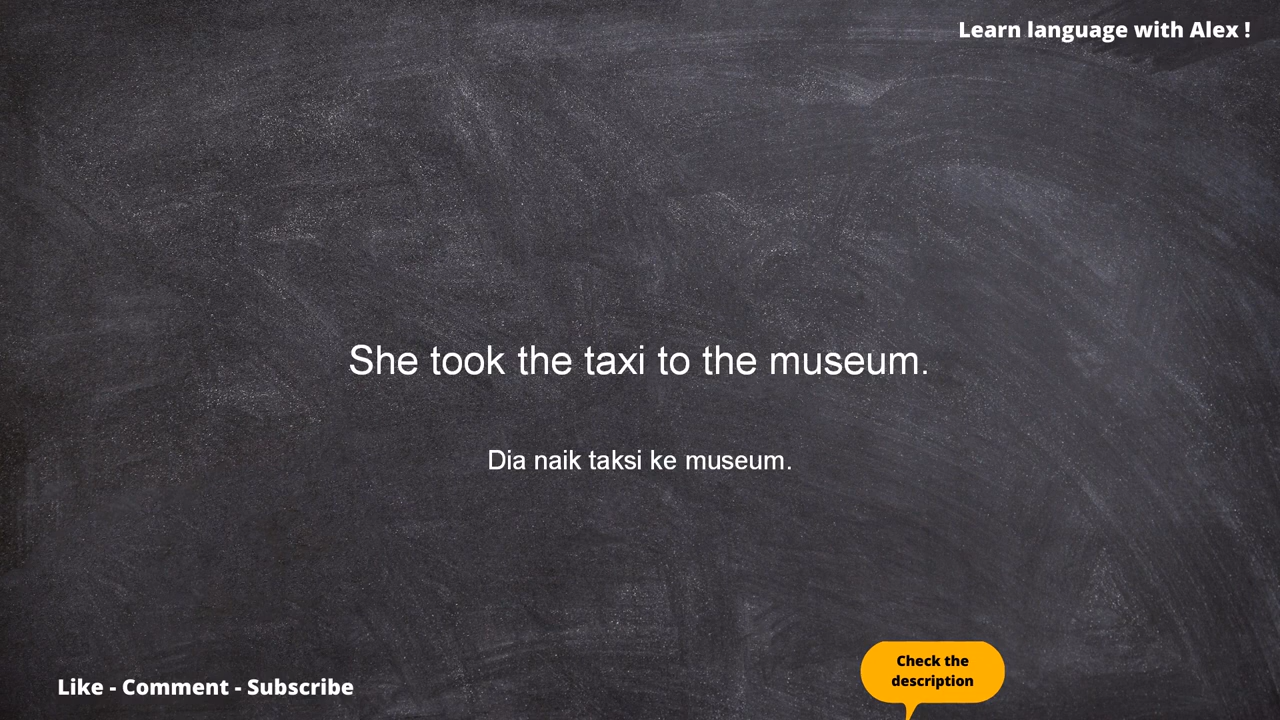 Learn language with Alex !
She took the taxi to the museum.
Dia naik taksi ke museum.
Like - Comment - Subscribe
Check the
description